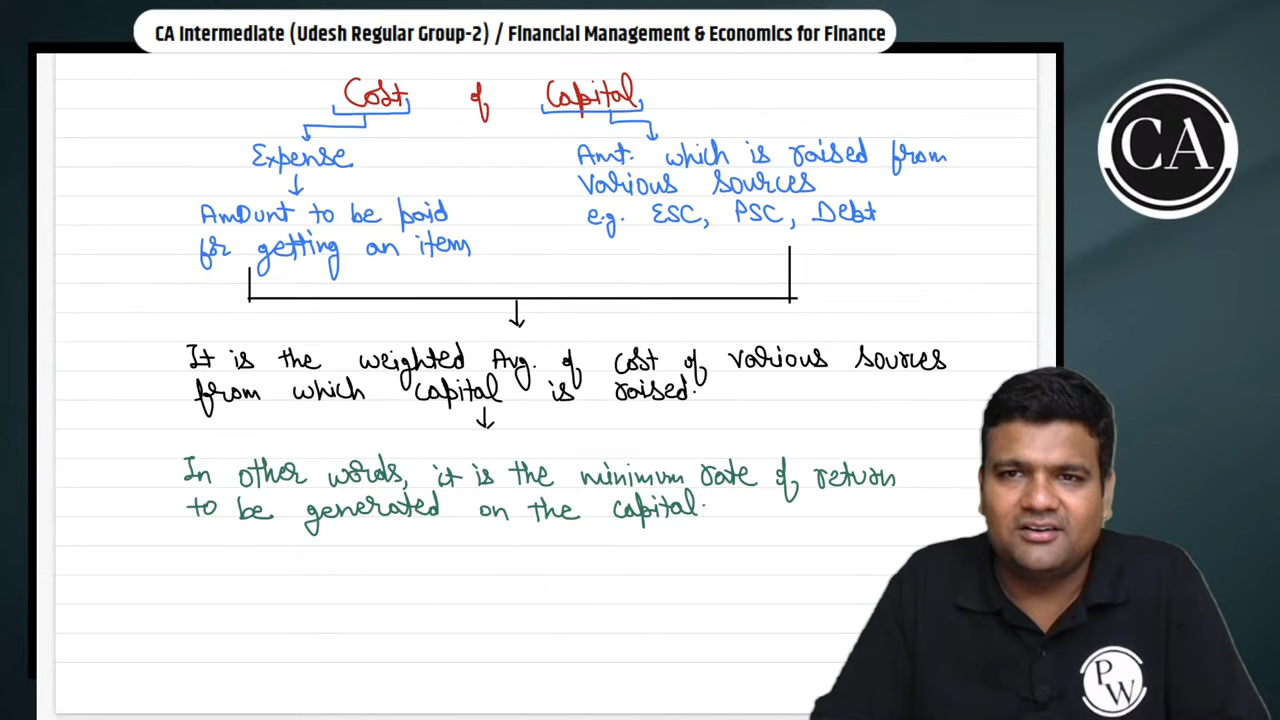 CA Intermediate (Udesh Regular Group-2) / Financial Management & Economics for Finance
Cost of Capital
Expense
Amount to be paid
for getting an item
Amt. which is raised from
various sources
e.g. ESC, PSC, Debt
It is the weighted Avg. of cost of various sources
from which capital is raised.
In other words, it is the minimum rate of return
to be generated on the capital.
CA
PW